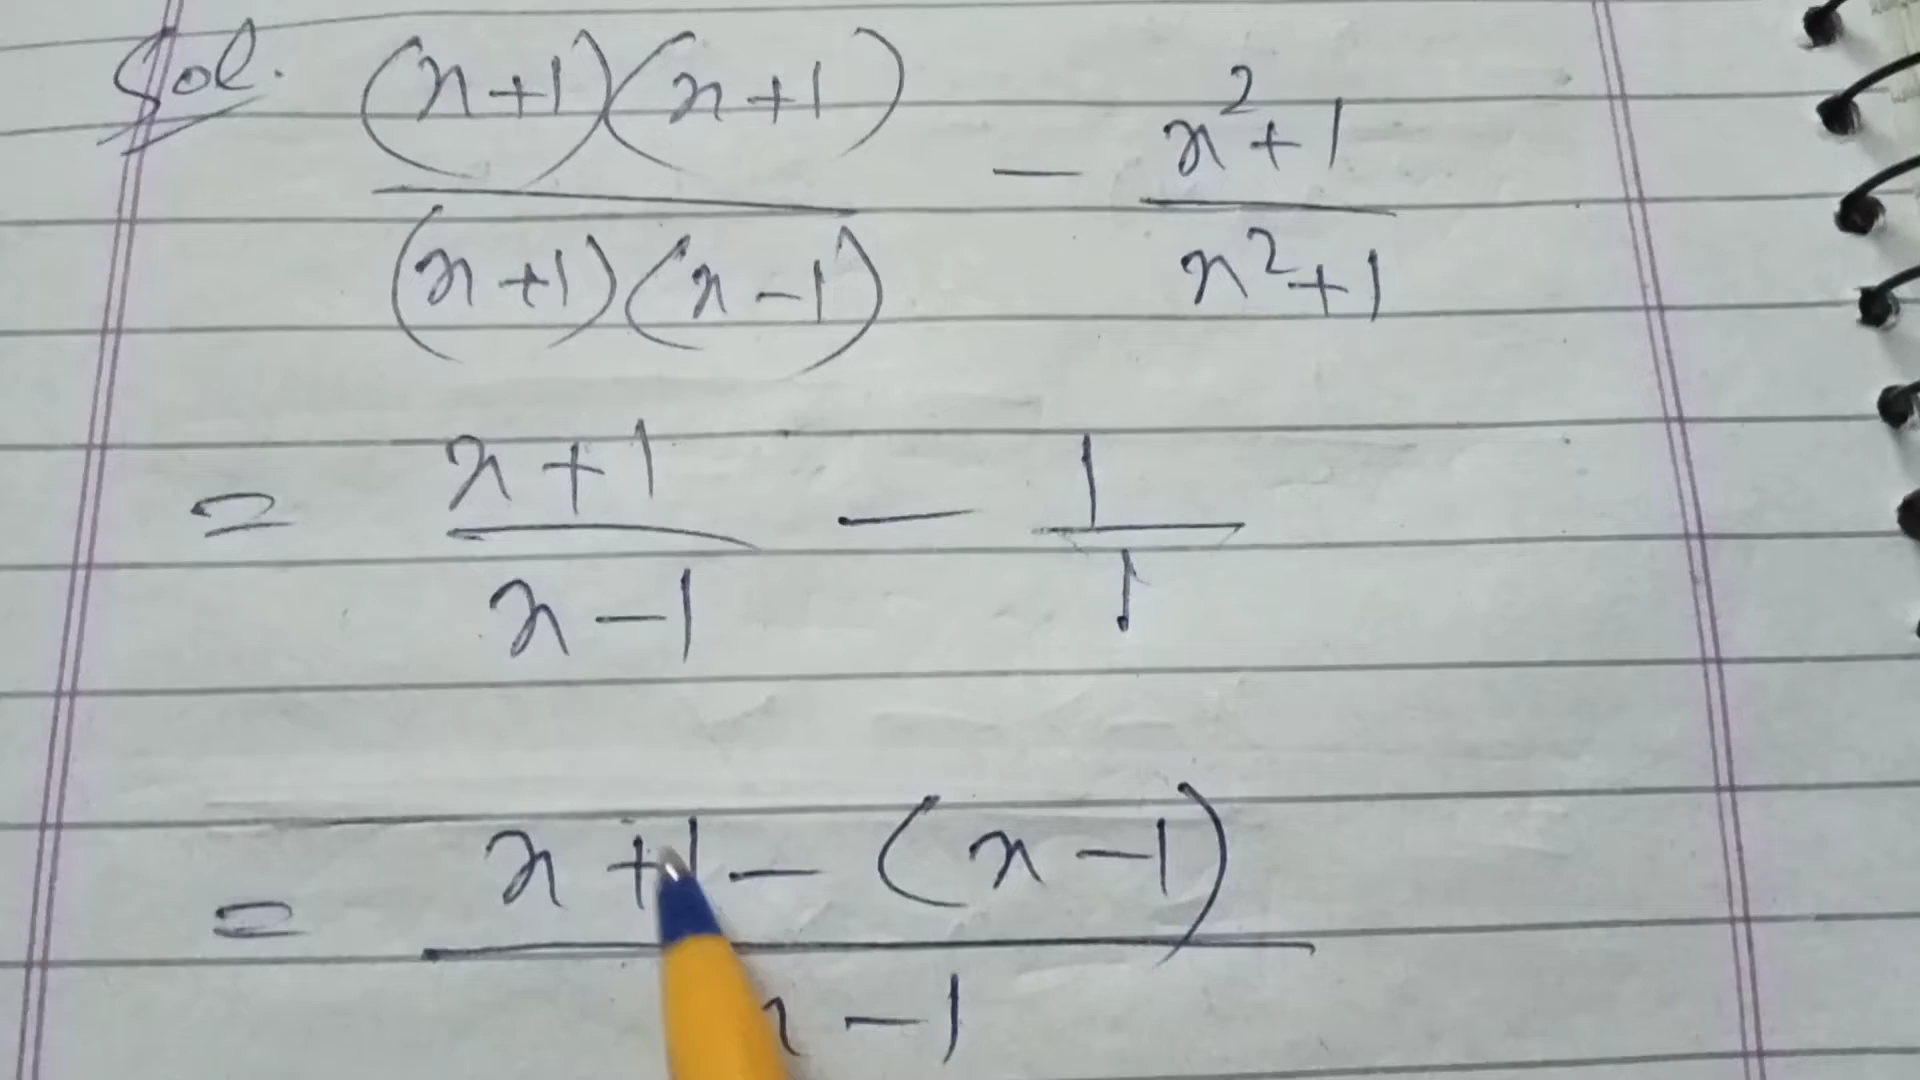 Sol. (x+1)(x+1) / (x+1)(x-1) - x²+1 / x²+1
= x+1 / x-1 - 1 / 1
= x+1-(x-1) / x-1